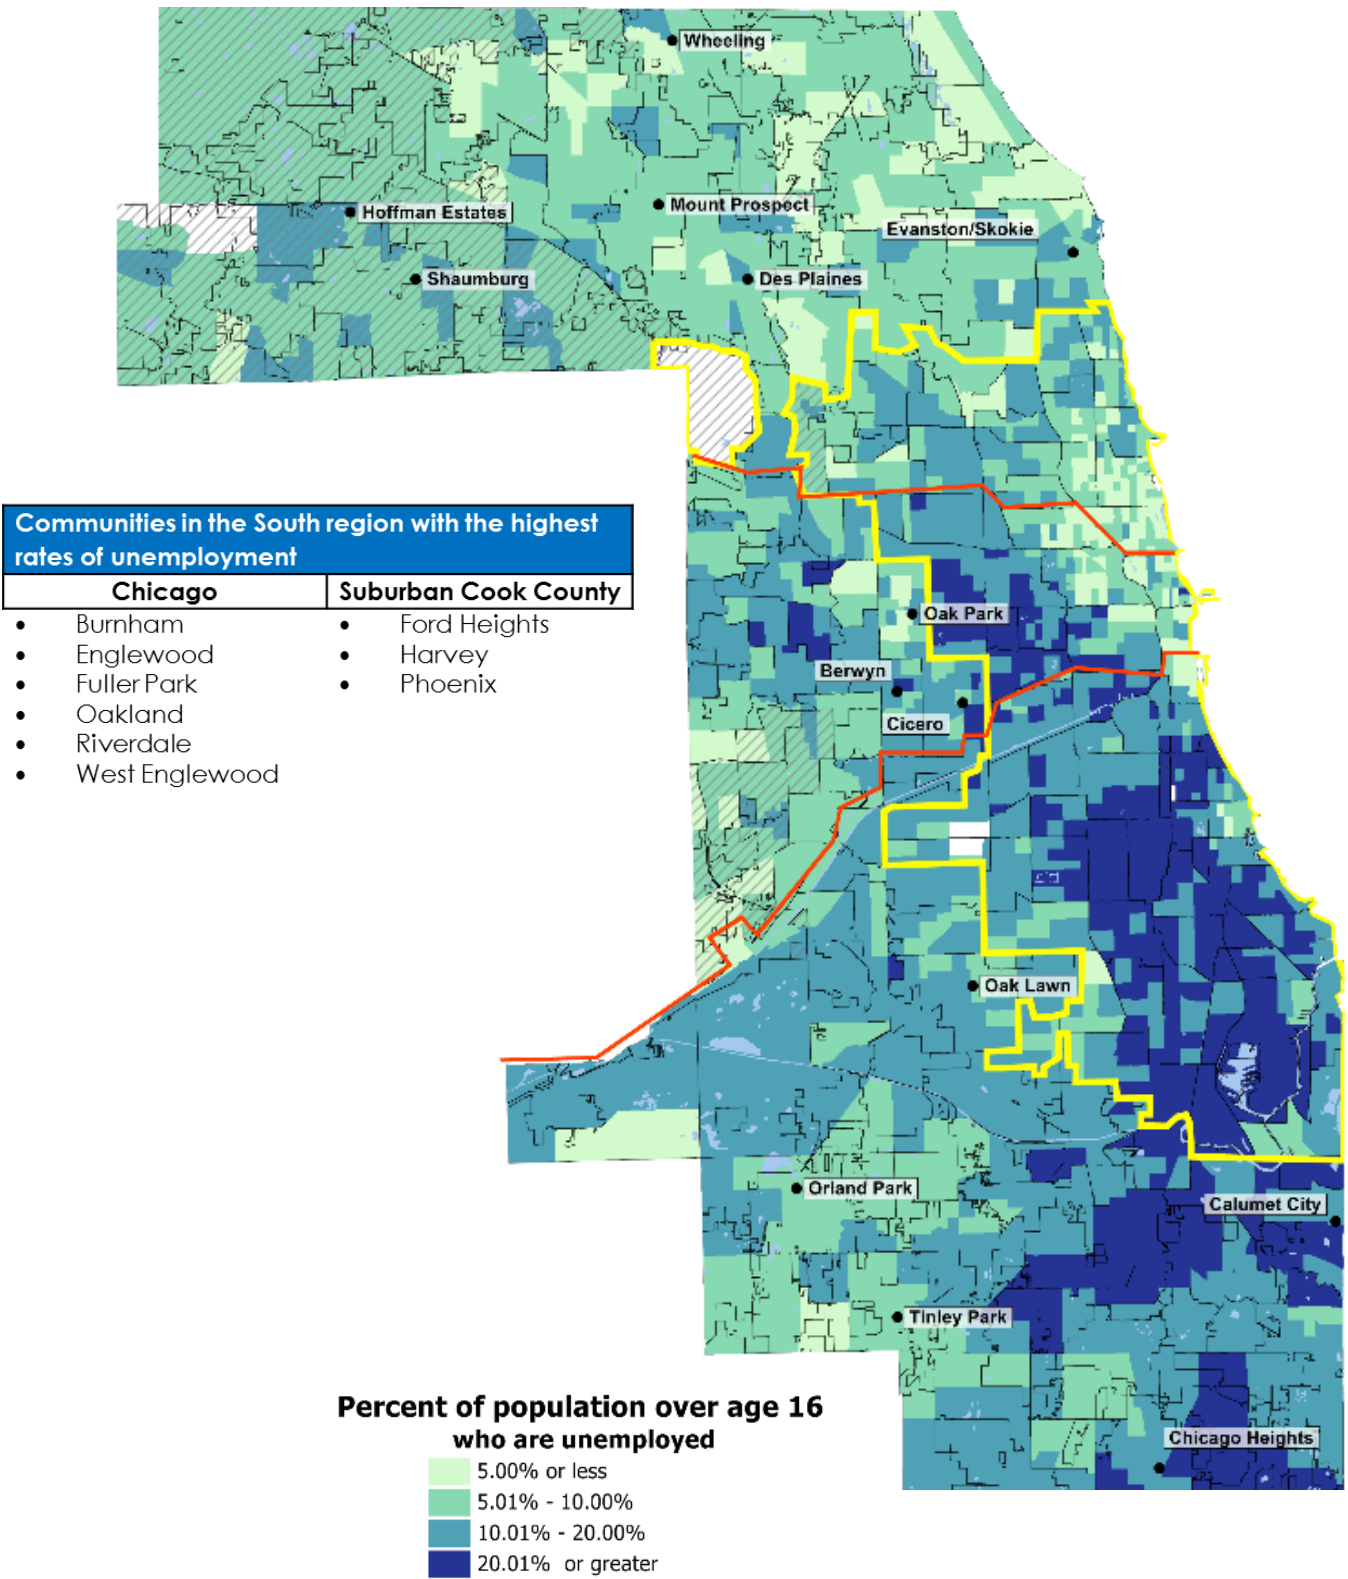 Wheeling
Hoffman Estates
Mount Prospect
Evanston/Skokie
Shaumburg
Des Plaines
Communities in the South region with the highest
rates of unemployment
Chicago
Suburban Cook County
• Burnham
• Englewood
• Fuller Park
• Oakland
• Riverdale
• West Englewood
• Ford Heights
• Harvey
• Phoenix
Oak Park
Berwyn
Cicero
Oak Lawn
Orland Park
Calumet City
Tinley Park
Chicago Heights
Percent of population over age 16
who are unemployed
5.00% or less
5.01% - 10.00%
10.01% - 20.00%
20.01% or greater